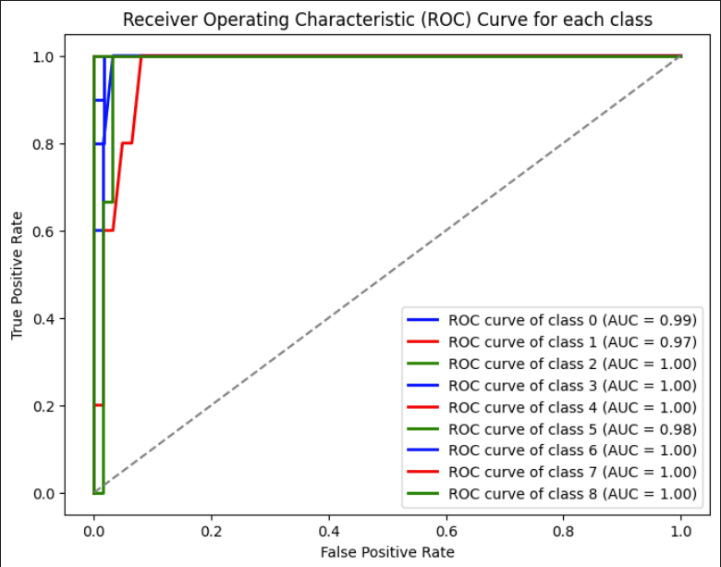 Receiver Operating Characteristic (ROC) Curve for each class
1.0
0.8
0.6
0.4
0.2
0.0
True Positive Rate
ROC curve of class 0 (AUC = 0.99)
ROC curve of class 1 (AUC = 0.97)
ROC curve of class 2 (AUC = 1.00)
ROC curve of class 3 (AUC = 1.00)
ROC curve of class 4 (AUC = 1.00)
ROC curve of class 5 (AUC = 0.98)
ROC curve of class 6 (AUC = 1.00)
ROC curve of class 7 (AUC = 1.00)
ROC curve of class 8 (AUC = 1.00)
0.0 0.2 0.4 0.6 0.8 1.0
False Positive Rate